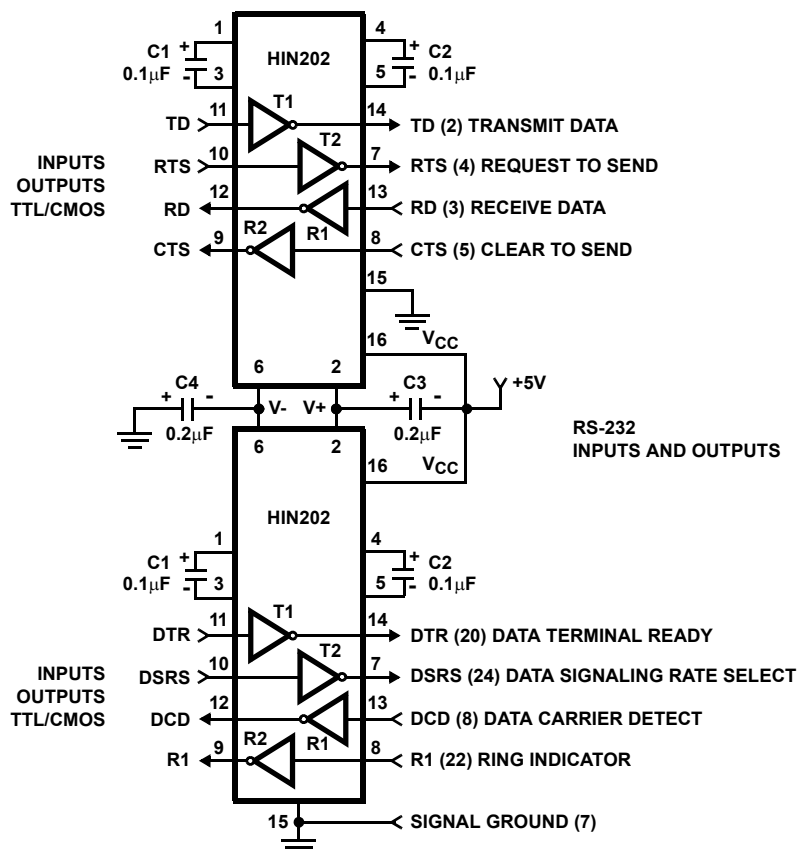 1
4
C1 +
HIN202
+ C2
0.1μF
0.1μF
- 3
5 -
T1
11
14
TD
TD (2) TRANSMIT DATA
T2
10
7
INPUTS
OUTPUTS
TTL/CMOS
RTS
RTS (4) REQUEST TO SEND
12
13
RD
RD (3) RECEIVE DATA
R2
R1
9
8
CTS
CTS (5) CLEAR TO SEND
15
16
VCC
6
2
C4
C3
+5V
+ -
V-
V+
+ -
0.2μF
0.2μF
RS-232
INPUTS AND OUTPUTS
6
2
16
VCC
HIN202
1
4
C1 +
+ C2
0.1μF
0.1μF
- 3
5 -
T1
11
14
DTR
DTR (20) DATA TERMINAL READY
T2
10
7
INPUTS
OUTPUTS
TTL/CMOS
DSRS
DSRS (24) DATA SIGNALING RATE SELECT
12
13
DCD
DCD (8) DATA CARRIER DETECT
R2
R1
9
8
R1
R1 (22) RING INDICATOR
15
SIGNAL GROUND (7)